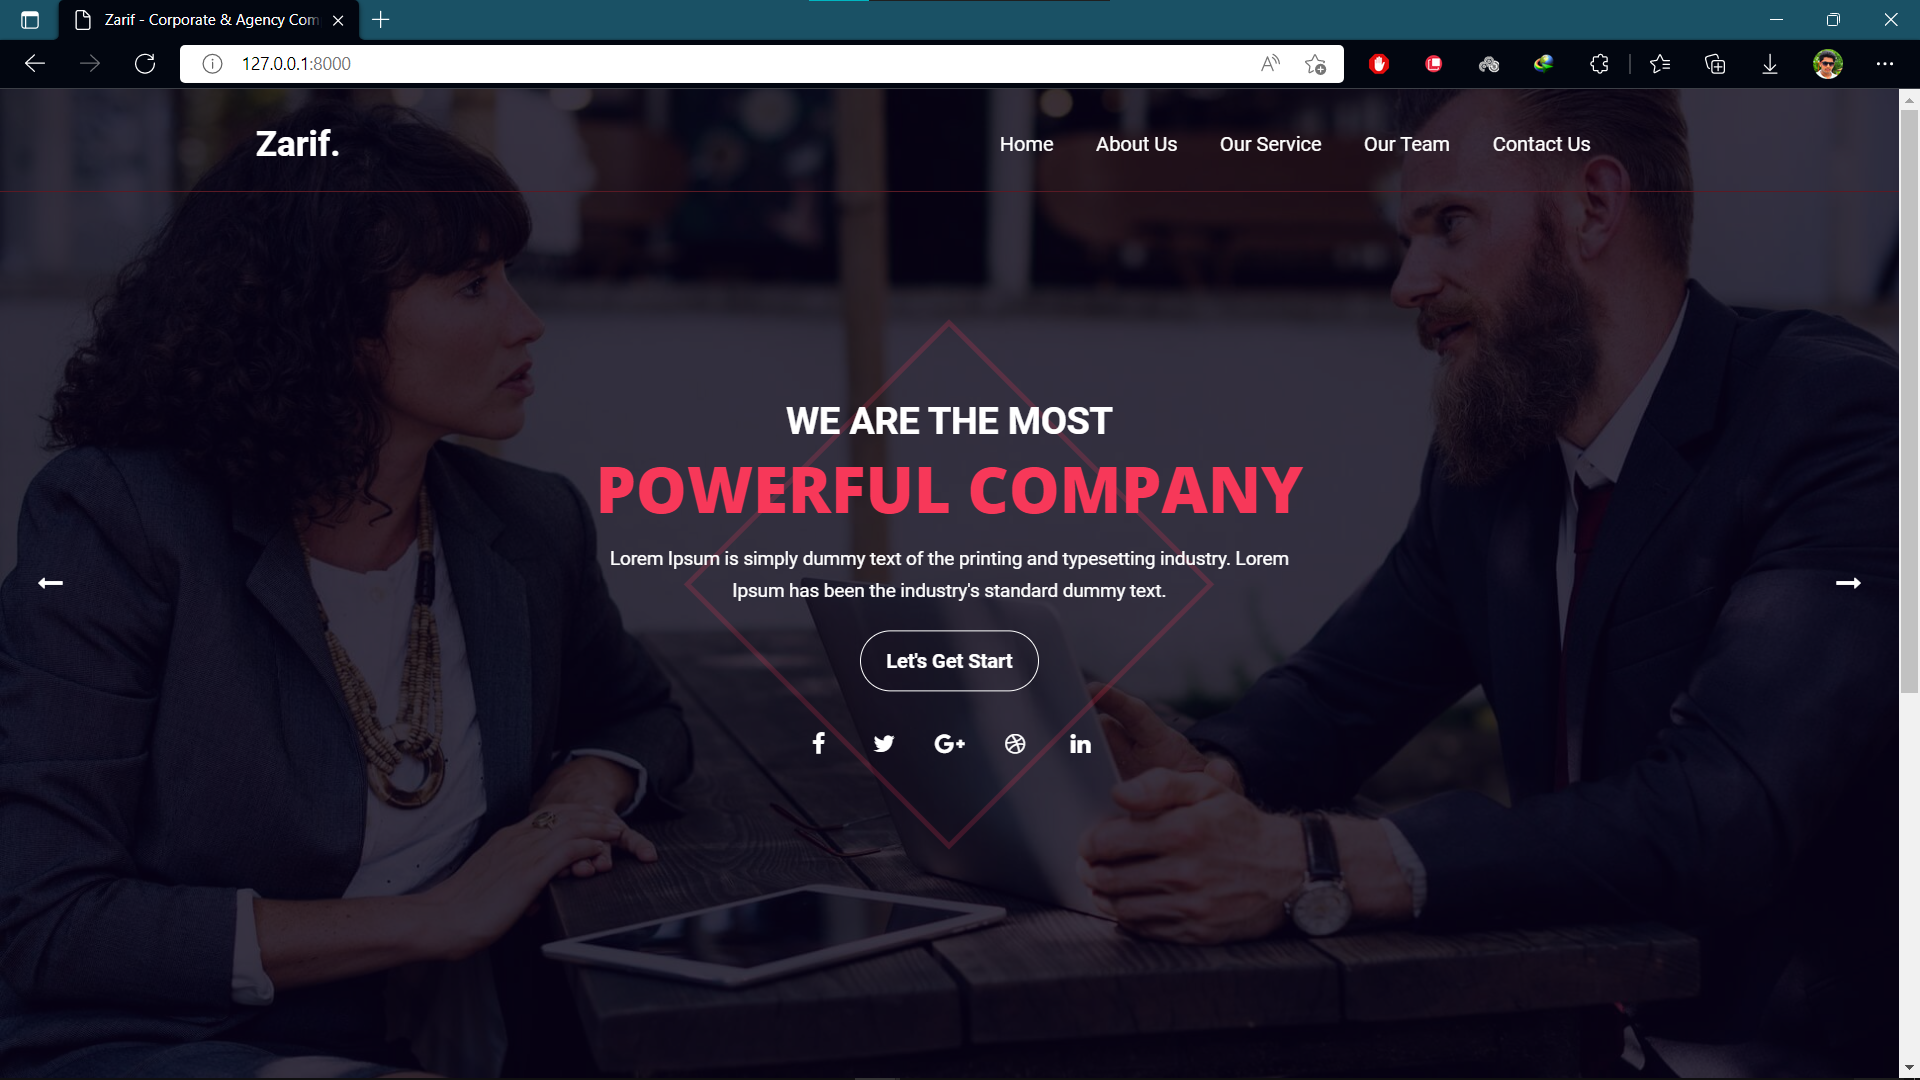 Zarif - Corporate & Agency Com
127.0.0.1:8000
Zarif.
Home About Us Our Service Our Team Contact Us
WE ARE THE MOST
POWERFUL COMPANY
Lorem Ipsum is simply dummy text of the printing and typesetting industry. Lorem
Ipsum has been the industry's standard dummy text.
Let's Get Start